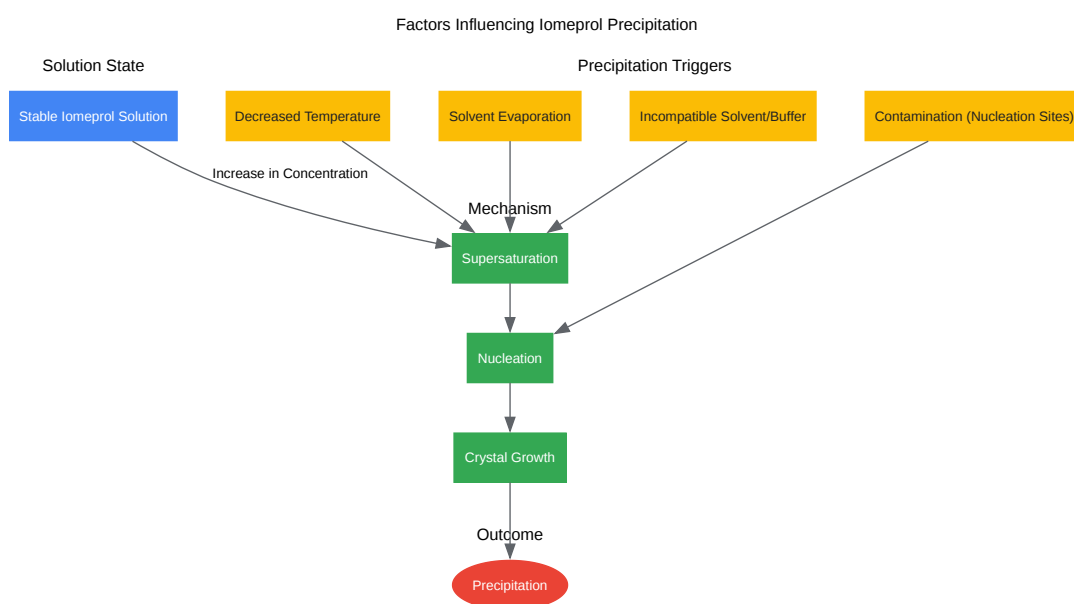 Factors Influencing Iomeprol Precipitation
Solution State
Precipitation Triggers
Stable Iomeprol Solution
Decreased Temperature
Solvent Evaporation
Incompatible Solvent/Buffer
Contamination (Nucleation Sites)
Increase in Concentration
Mechanism
Supersaturation
Nucleation
Crystal Growth
Outcome
Precipitation